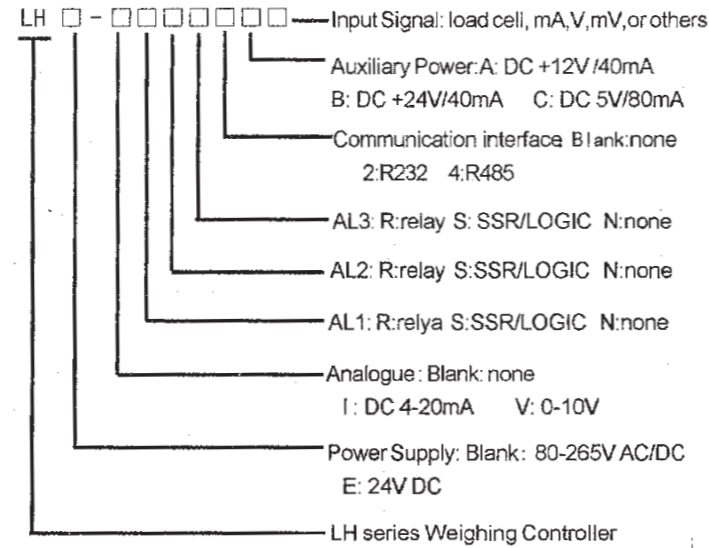 LH □-□□□□□□□ Input Signal: load cell, mA,V,mV,or others
Auxiliary Power:A: DC +12V/40mA
B: DC +24V/40mA C: DC 5V/80mA
Communication interface Blank:none
2:R232 4:R485
AL3: R:relay S: SSR/LOGIC N:none
AL2: R:relay S:SSR/LOGIC N:none
AL1: R:relya S:SSR/LOGIC N:none
Analogue: Blank: none
I: DC 4-20mA V: 0-10V
Power Supply: Blank: 80-265V AC/DC
E: 24V DC
LH series Weighing Controller